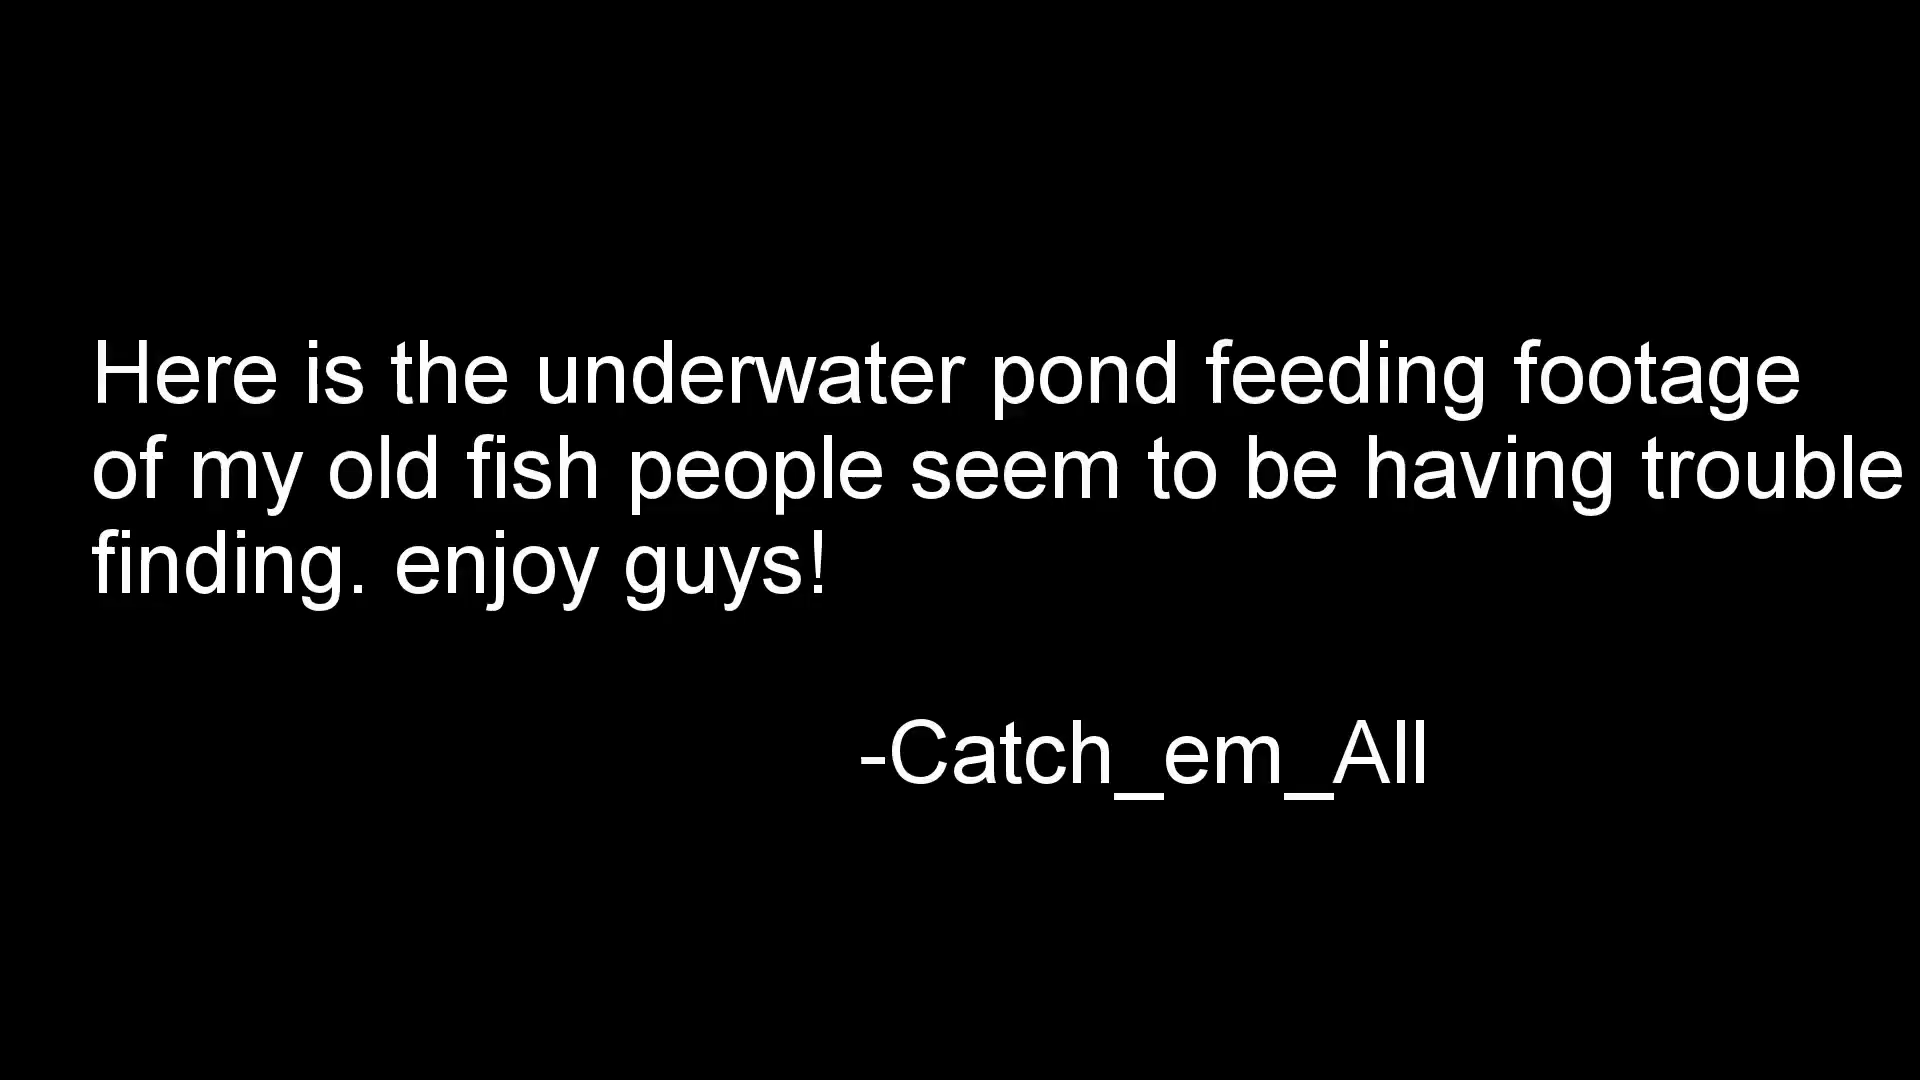 Here is the underwater pond feeding footage
of my old fish people seem to be having trouble
finding. enjoy guys!
-Catch_em_All